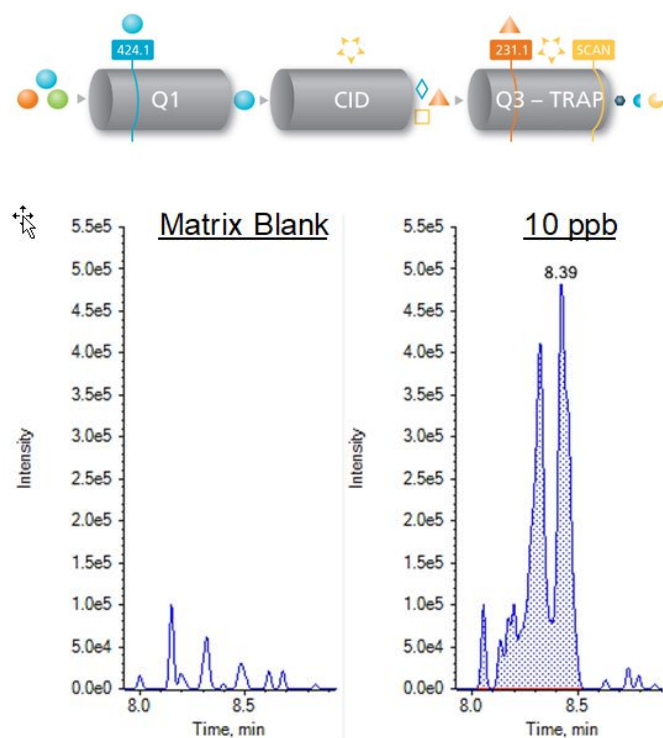 424.1
231.1
SCAN
Q1
CID
Q3 – TRAP
Matrix Blank
10 ppb
5.5e5
5.0e5
4.5e5
4.0e5
3.5e5
3.0e5
2.5e5
2.0e5
1.5e5
1.0e5
5.0e4
0.0e0
Intensity
8.0
8.5
Time, min
5.5e5
5.0e5
4.5e5
4.0e5
3.5e5
3.0e5
2.5e5
2.0e5
1.5e5
1.0e5
5.0e4
0.0e0
Intensity
8.39
8.0
8.5
Time, min